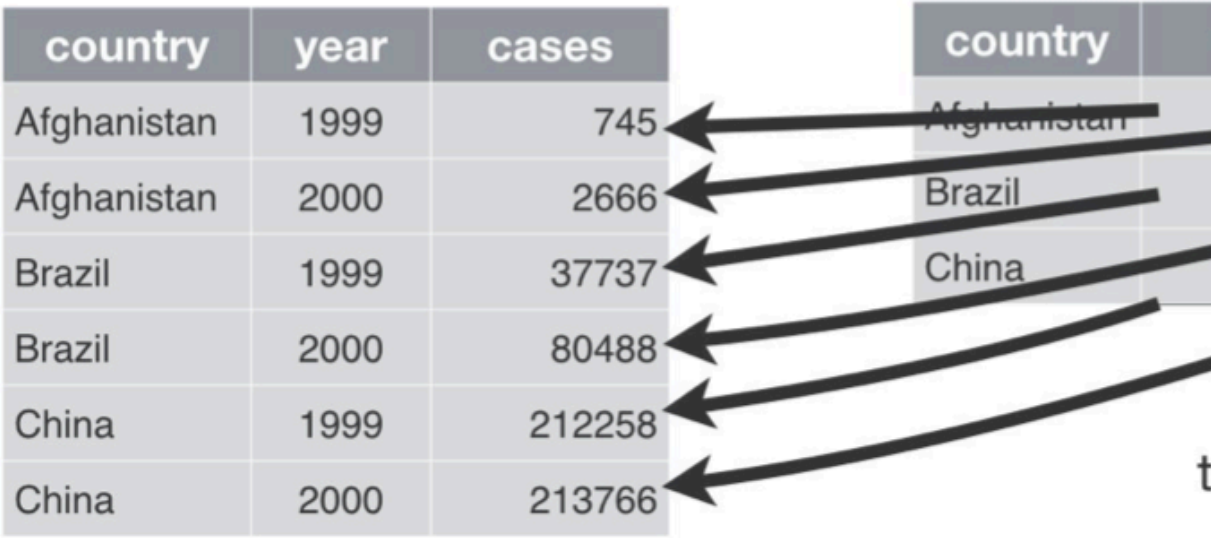 country year cases
Afghanistan 1999 745
Afghanistan 2000 2666
Brazil 1999 37737
Brazil 2000 80488
China 1999 212258
China 2000 213766
country
Afghanistan
Brazil
China
t